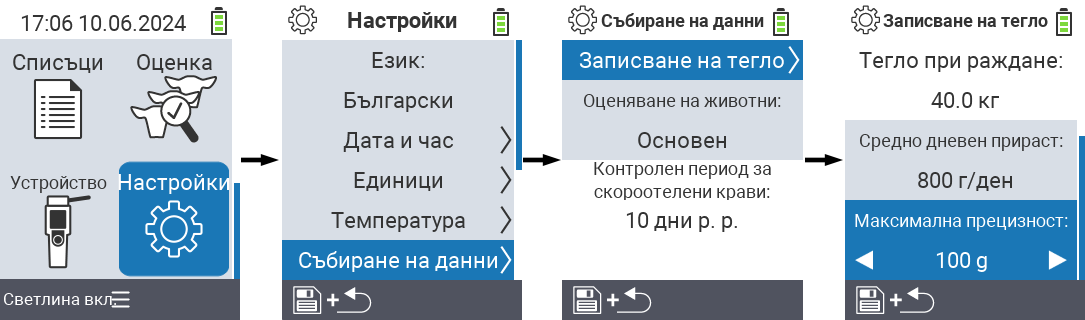 17:06 10.06.2024
Списъци
Оценка
Устройство
Настройки
Светлина вкл.
Настройки
Език:
Български
Дата и час
Единици
Температура
Събиране на данни
+
Събиране на данни
Записване на тегло
Оценяване на животни:
Основен
Контролен период за
скороотелени крави:
10 дни р. р.
+
Записване на тегло
Тегло при раждане:
40.0 кг
Средно дневен прираст:
800 г/ден
Максимална прецизност:
100 g
+